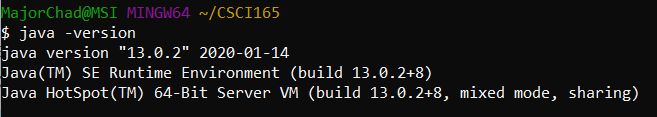 MajorChad@MSI MINGW64 ~/CSCI165
$ java -version
java version "13.0.2" 2020-01-14
Java(TM) SE Runtime Environment (build 13.0.2+8)
Java HotSpot(TM) 64-Bit Server VM (build 13.0.2+8, mixed mode, sharing)